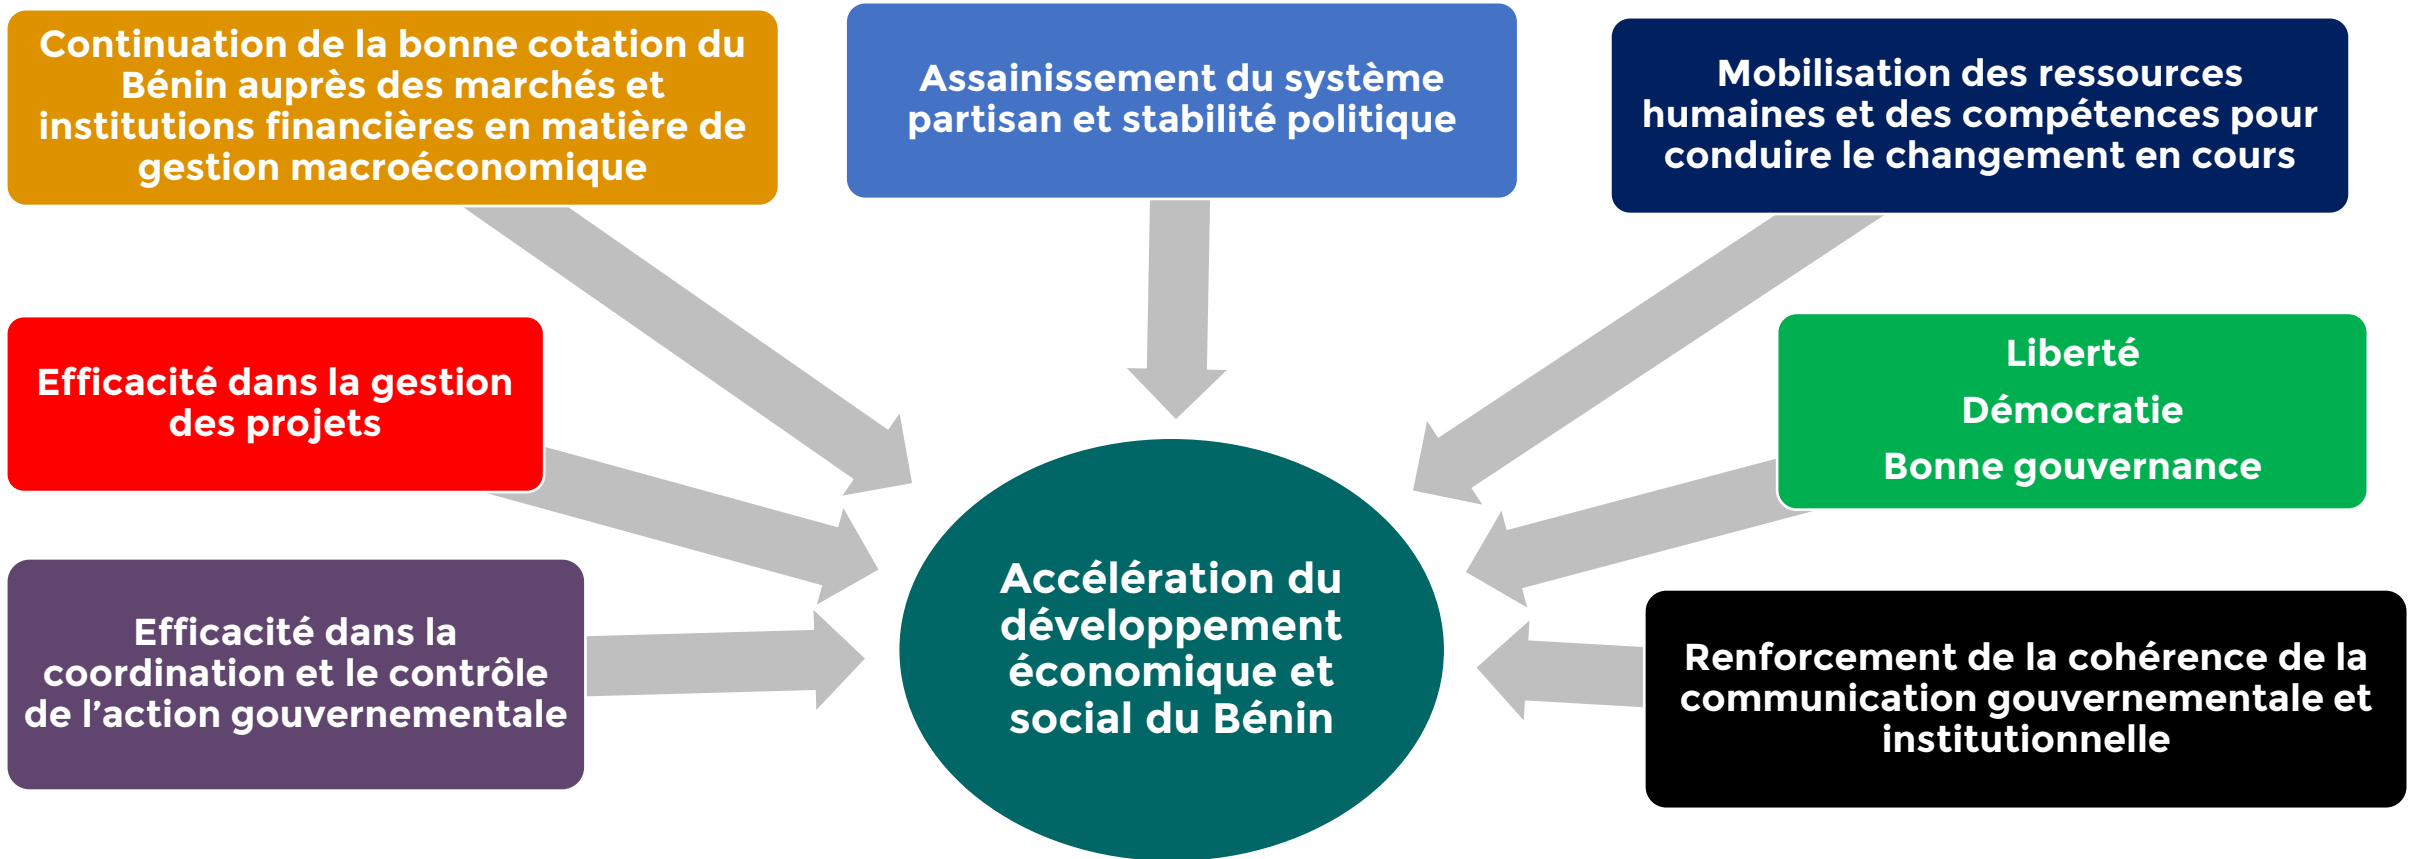 Continuation de la bonne cotation du
Bénin auprès des marchés et
institutions financières en matière de
gestion macroéconomique
Assainissement du système
partisan et stabilité politique
Mobilisation des ressources
humaines et des compétences pour
conduire le changement en cours
Efficacité dans la gestion
des projets
Liberté
Démocratie
Bonne gouvernance
Efficacité dans la
coordination et le contrôle
de l’action gouvernementale
Accélération du
développement
économique et
social du Bénin
Renforcement de la cohérence de la
communication gouvernementale et
institutionnelle